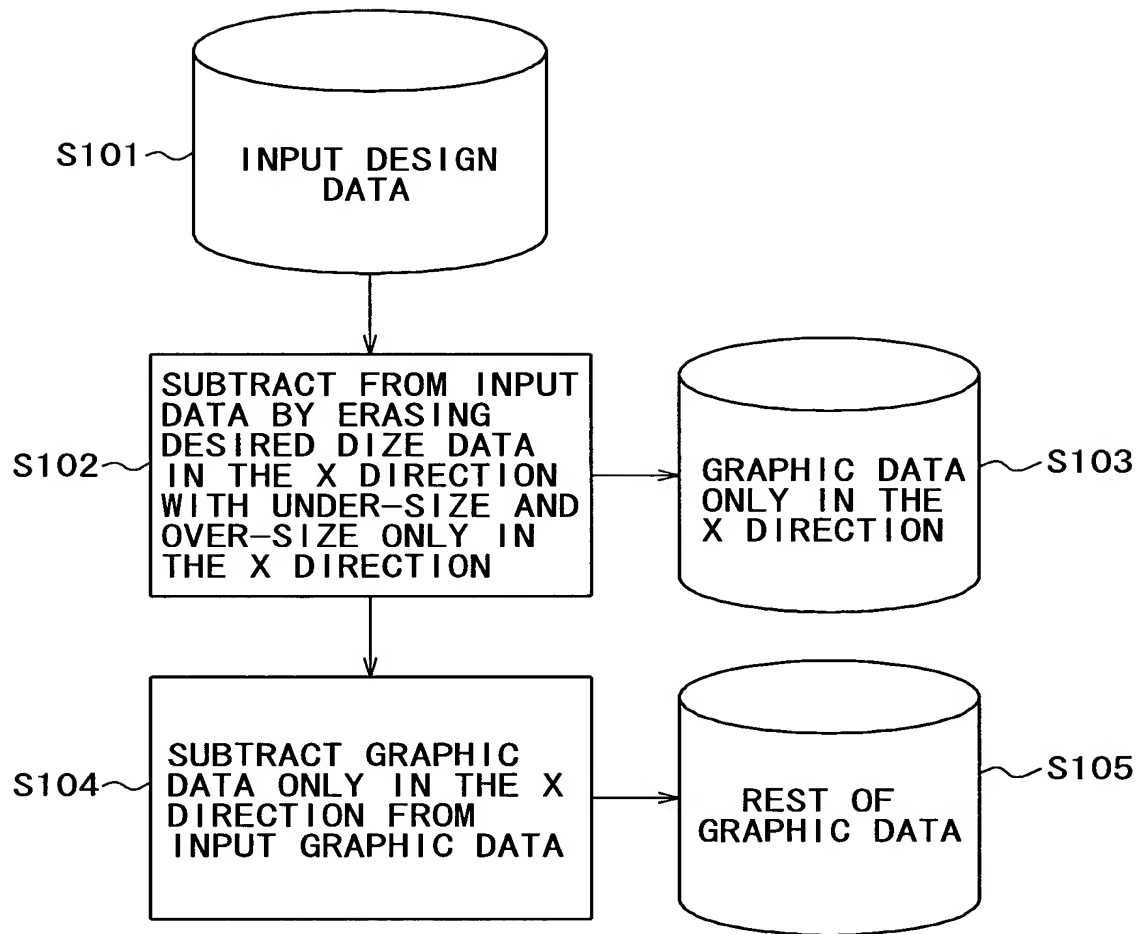 S101
INPUT DESIGN
DATA
S102
SUBTRACT FROM INPUT
DATA BY ERASING
DESIRED DIZE DATA
IN THE X DIRECTION
WITH UNDER-SIZE AND
OVER-SIZE ONLY IN
THE X DIRECTION
GRAPHIC DATA
ONLY IN THE
X DIRECTION
S103
S104
SUBTRACT GRAPHIC
DATA ONLY IN THE X
DIRECTION FROM
INPUT GRAPHIC DATA
REST OF
GRAPHIC DATA
S105